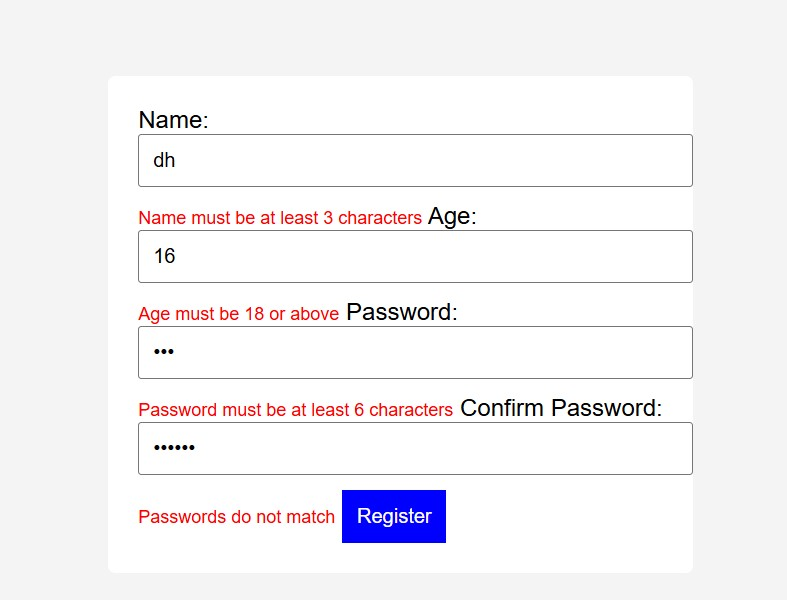 Name:
dh
Name must be at least 3 characters Age:
16
Age must be 18 or above Password:
•••
Password must be at least 6 characters Confirm Password:
••••••
Passwords do not match Register